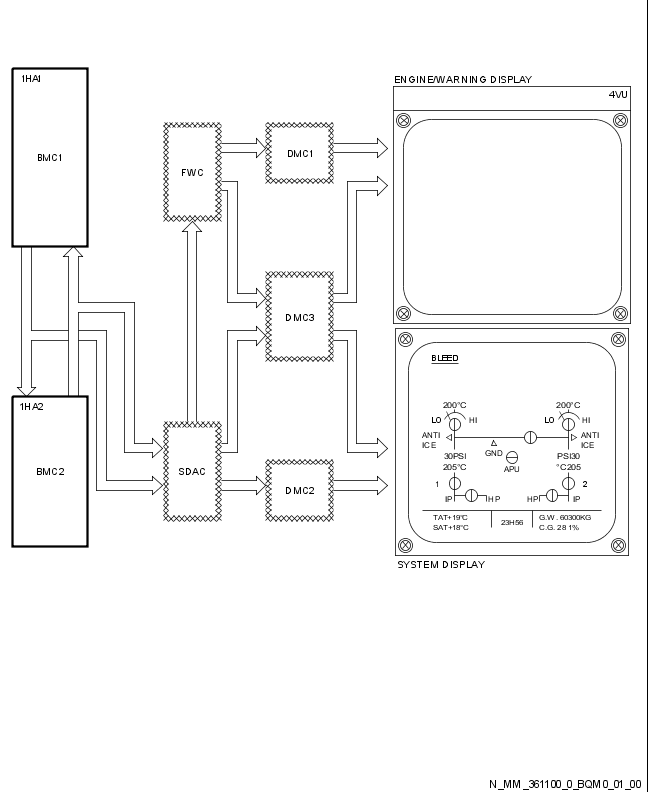 ENGINE/WARNING DISPLAY
4VU
1HA1
BMC1
FWC
DMC1
DMC3
1HA2
BMC2
SDAC
DMC2
BLEED
200°C 200°C
LO HI LO HI
ANTI ICE
GND
APU
ANTI ICE
30PSI PSI30
205°C °C205
1 2
IP HP HP IP
TAT+19°C 23H56 G.W. 60300KG
SAT+18°C C.G. 28 1%
SYSTEM DISPLAY
N_MM_361100_0_BQM0_01_00